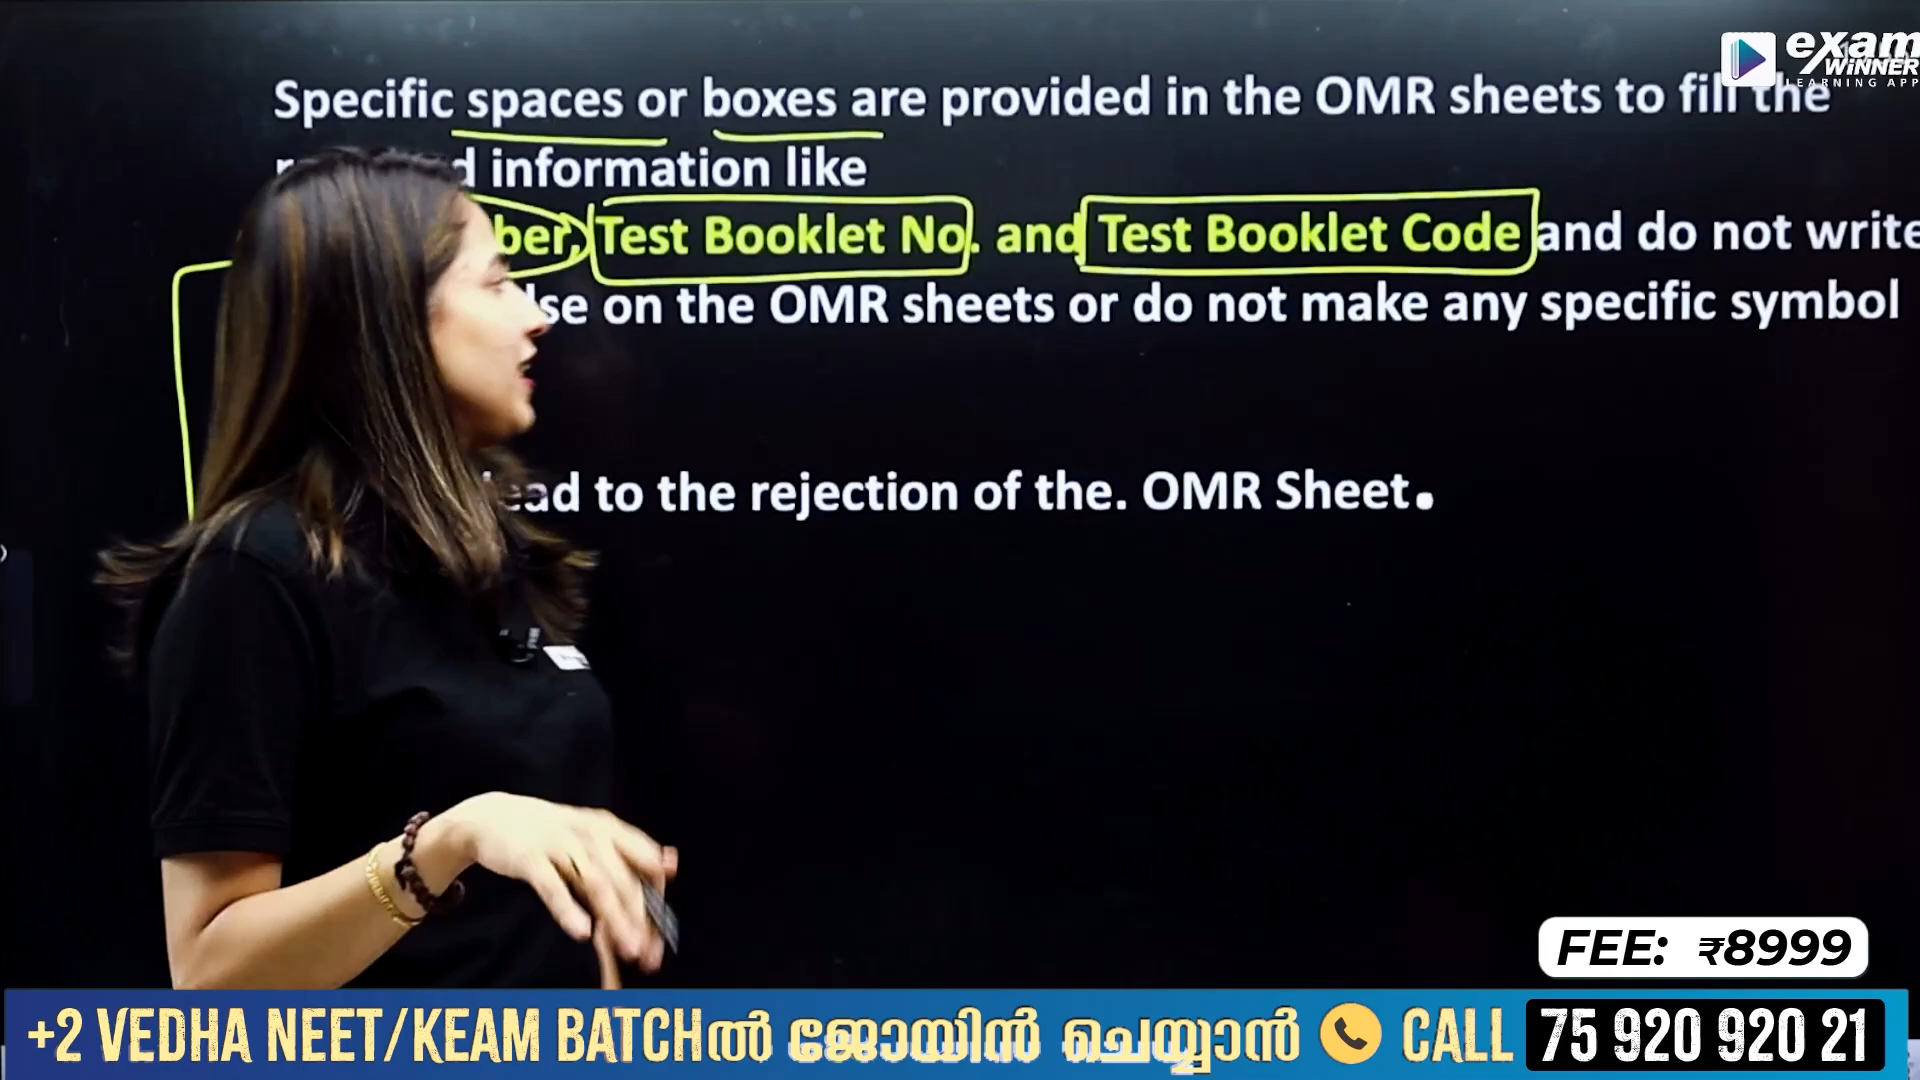 exam
WiNNER
LEARNING APP
Specific spaces or boxes are provided in the OMR sheets to fill the
information like
Test Booklet No. and Test Booklet Code and do not write
on the OMR sheets or do not make any specific symbol
lead to the rejection of the. OMR Sheet.
FEE: ₹8999
+2 VEDHA NEET/KEAM BATCHൽ ജോയിൻ ചെയ്യാൻ CALL 75 920 920 21